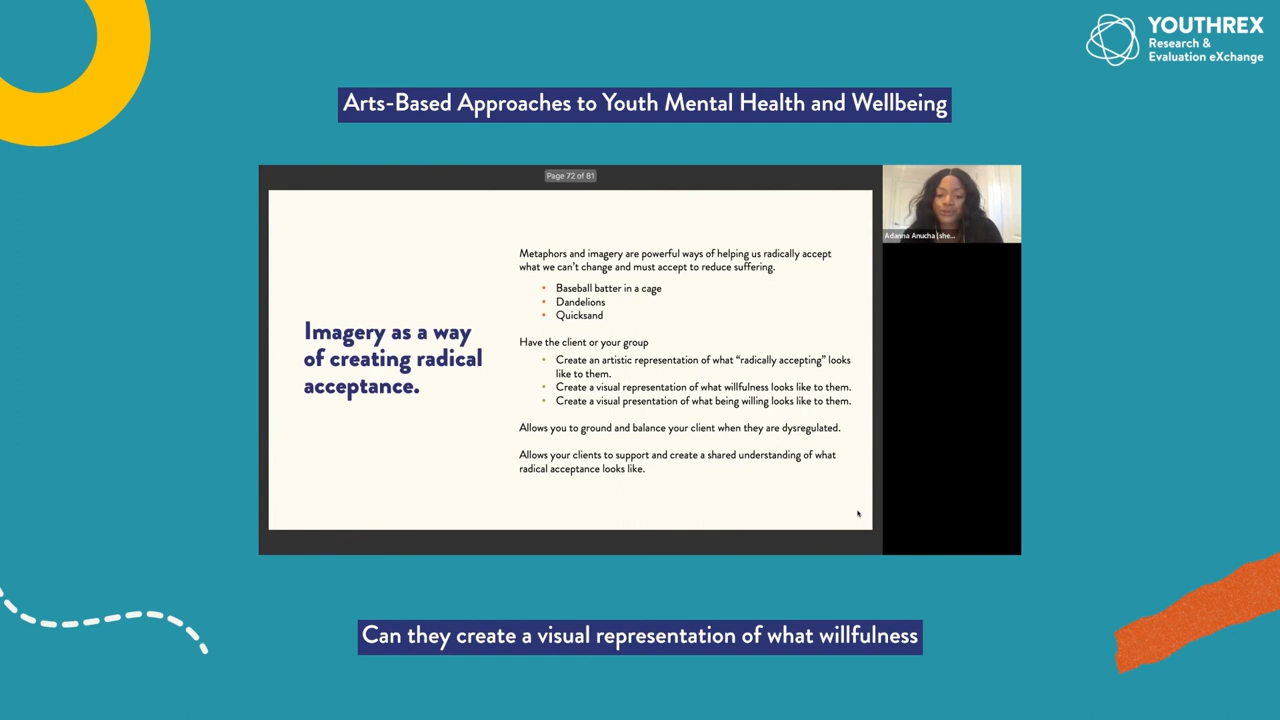 YOUTHREX
Research &
Evaluation eXchange
Arts-Based Approaches to Youth Mental Health and Wellbeing
Page 72 of 81
Adanna Anucha (she...
Imagery as a way
of creating radical
acceptance.
Metaphors and imagery are powerful ways of helping us radically accept
what we can't change and must accept to reduce suffering.
• Baseball batter in a cage
• Dandelions
• Quicksand
Have the client or your group
• Create an artistic representation of what “radically accepting” looks
like to them.
• Create a visual representation of what willfulness looks like to them.
• Create a visual presentation of what being willing looks like to them.
Allows you to ground and balance your client when they are dysregulated.
Allows your clients to support and create a shared understanding of what
radical acceptance looks like.
Can they create a visual representation of what willfulness